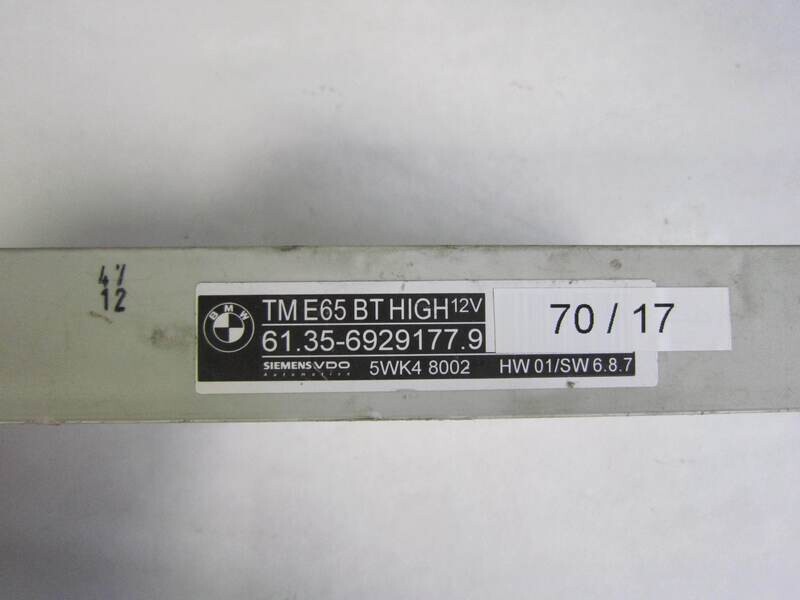 12
BMW
TM E65 BT HIGH 12V
61.35-6929177.9
SIEMENS VDO
Automotive
5WK4 8002
HW 01/SW 6.8.7
70 / 17